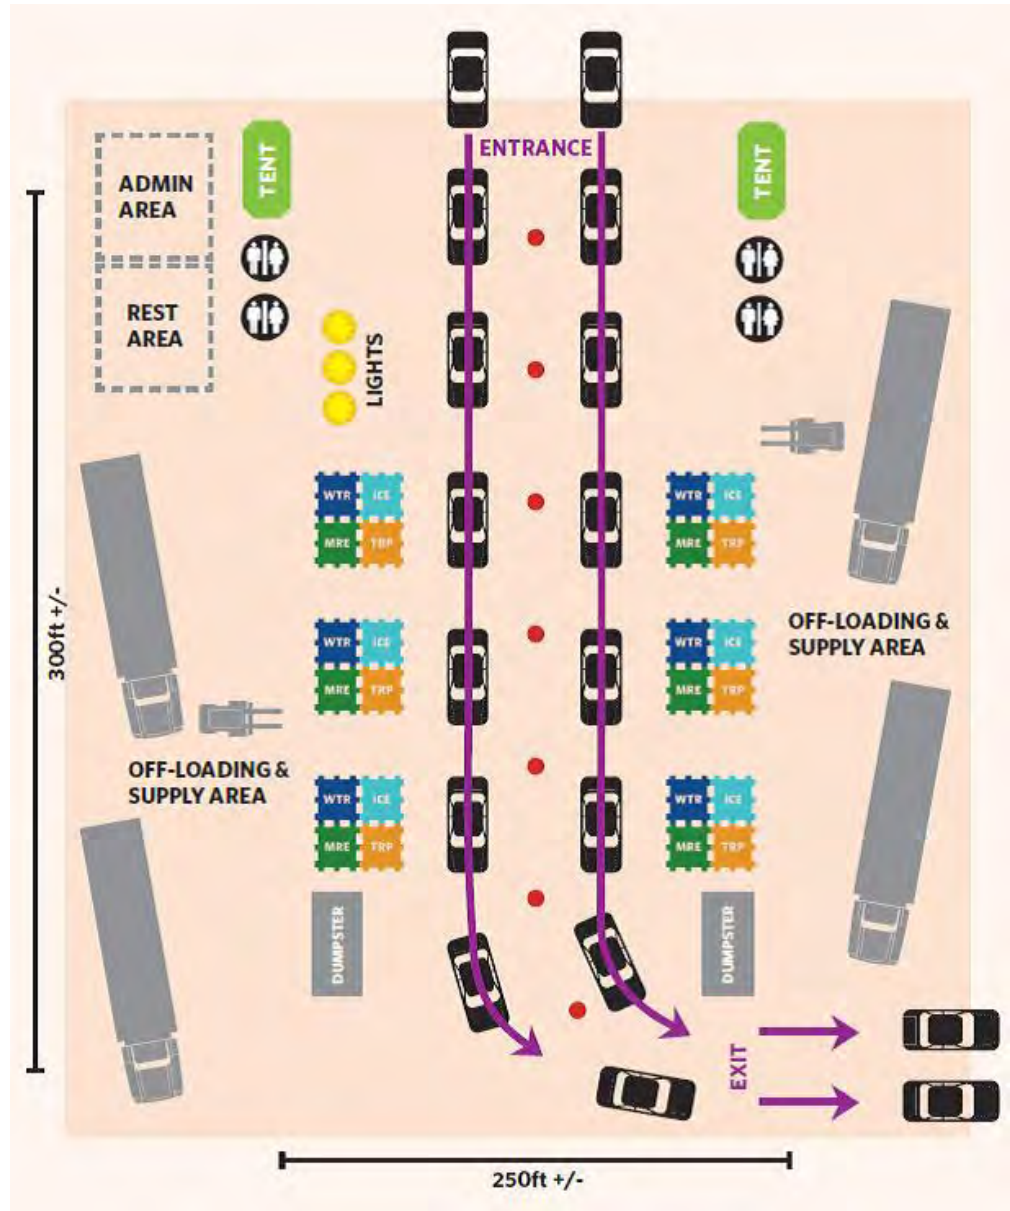 ENTRANCE
TENT
TENT
ADMIN
AREA
REST
AREA
LIGHTS
WTR ICE
MRE TRP
WTR ICE
MRE TRP
300ft +/-
OFF-LOADING &
SUPPLY AREA
WTR ICE
MRE TRP
WTR ICE
MRE TRP
OFF-LOADING &
SUPPLY AREA
WTR ICE
MRE TRP
WTR ICE
MRE TRP
DUMPSTER
DUMPSTER
EXIT
250ft +/-